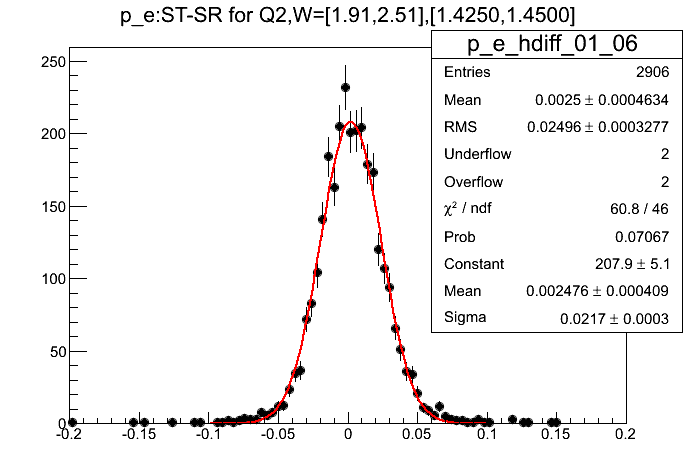 p_e:ST-SR for Q2,W=[1.91,2.51],[1.4250,1.4500]
p_e_hdiff_01_06
Entries 2906
Mean 0.0025 ± 0.0004634
RMS 0.02496 ± 0.0003277
Underflow 2
Overflow 2
χ² / ndf 60.8 / 46
Prob 0.07067
Constant 207.9 ± 5.1
Mean 0.002476 ± 0.000409
Sigma 0.0217 ± 0.0003
250
200
150
100
50
0
-0.2 -0.15 -0.1 -0.05 0 0.05 0.1 0.15 0.2